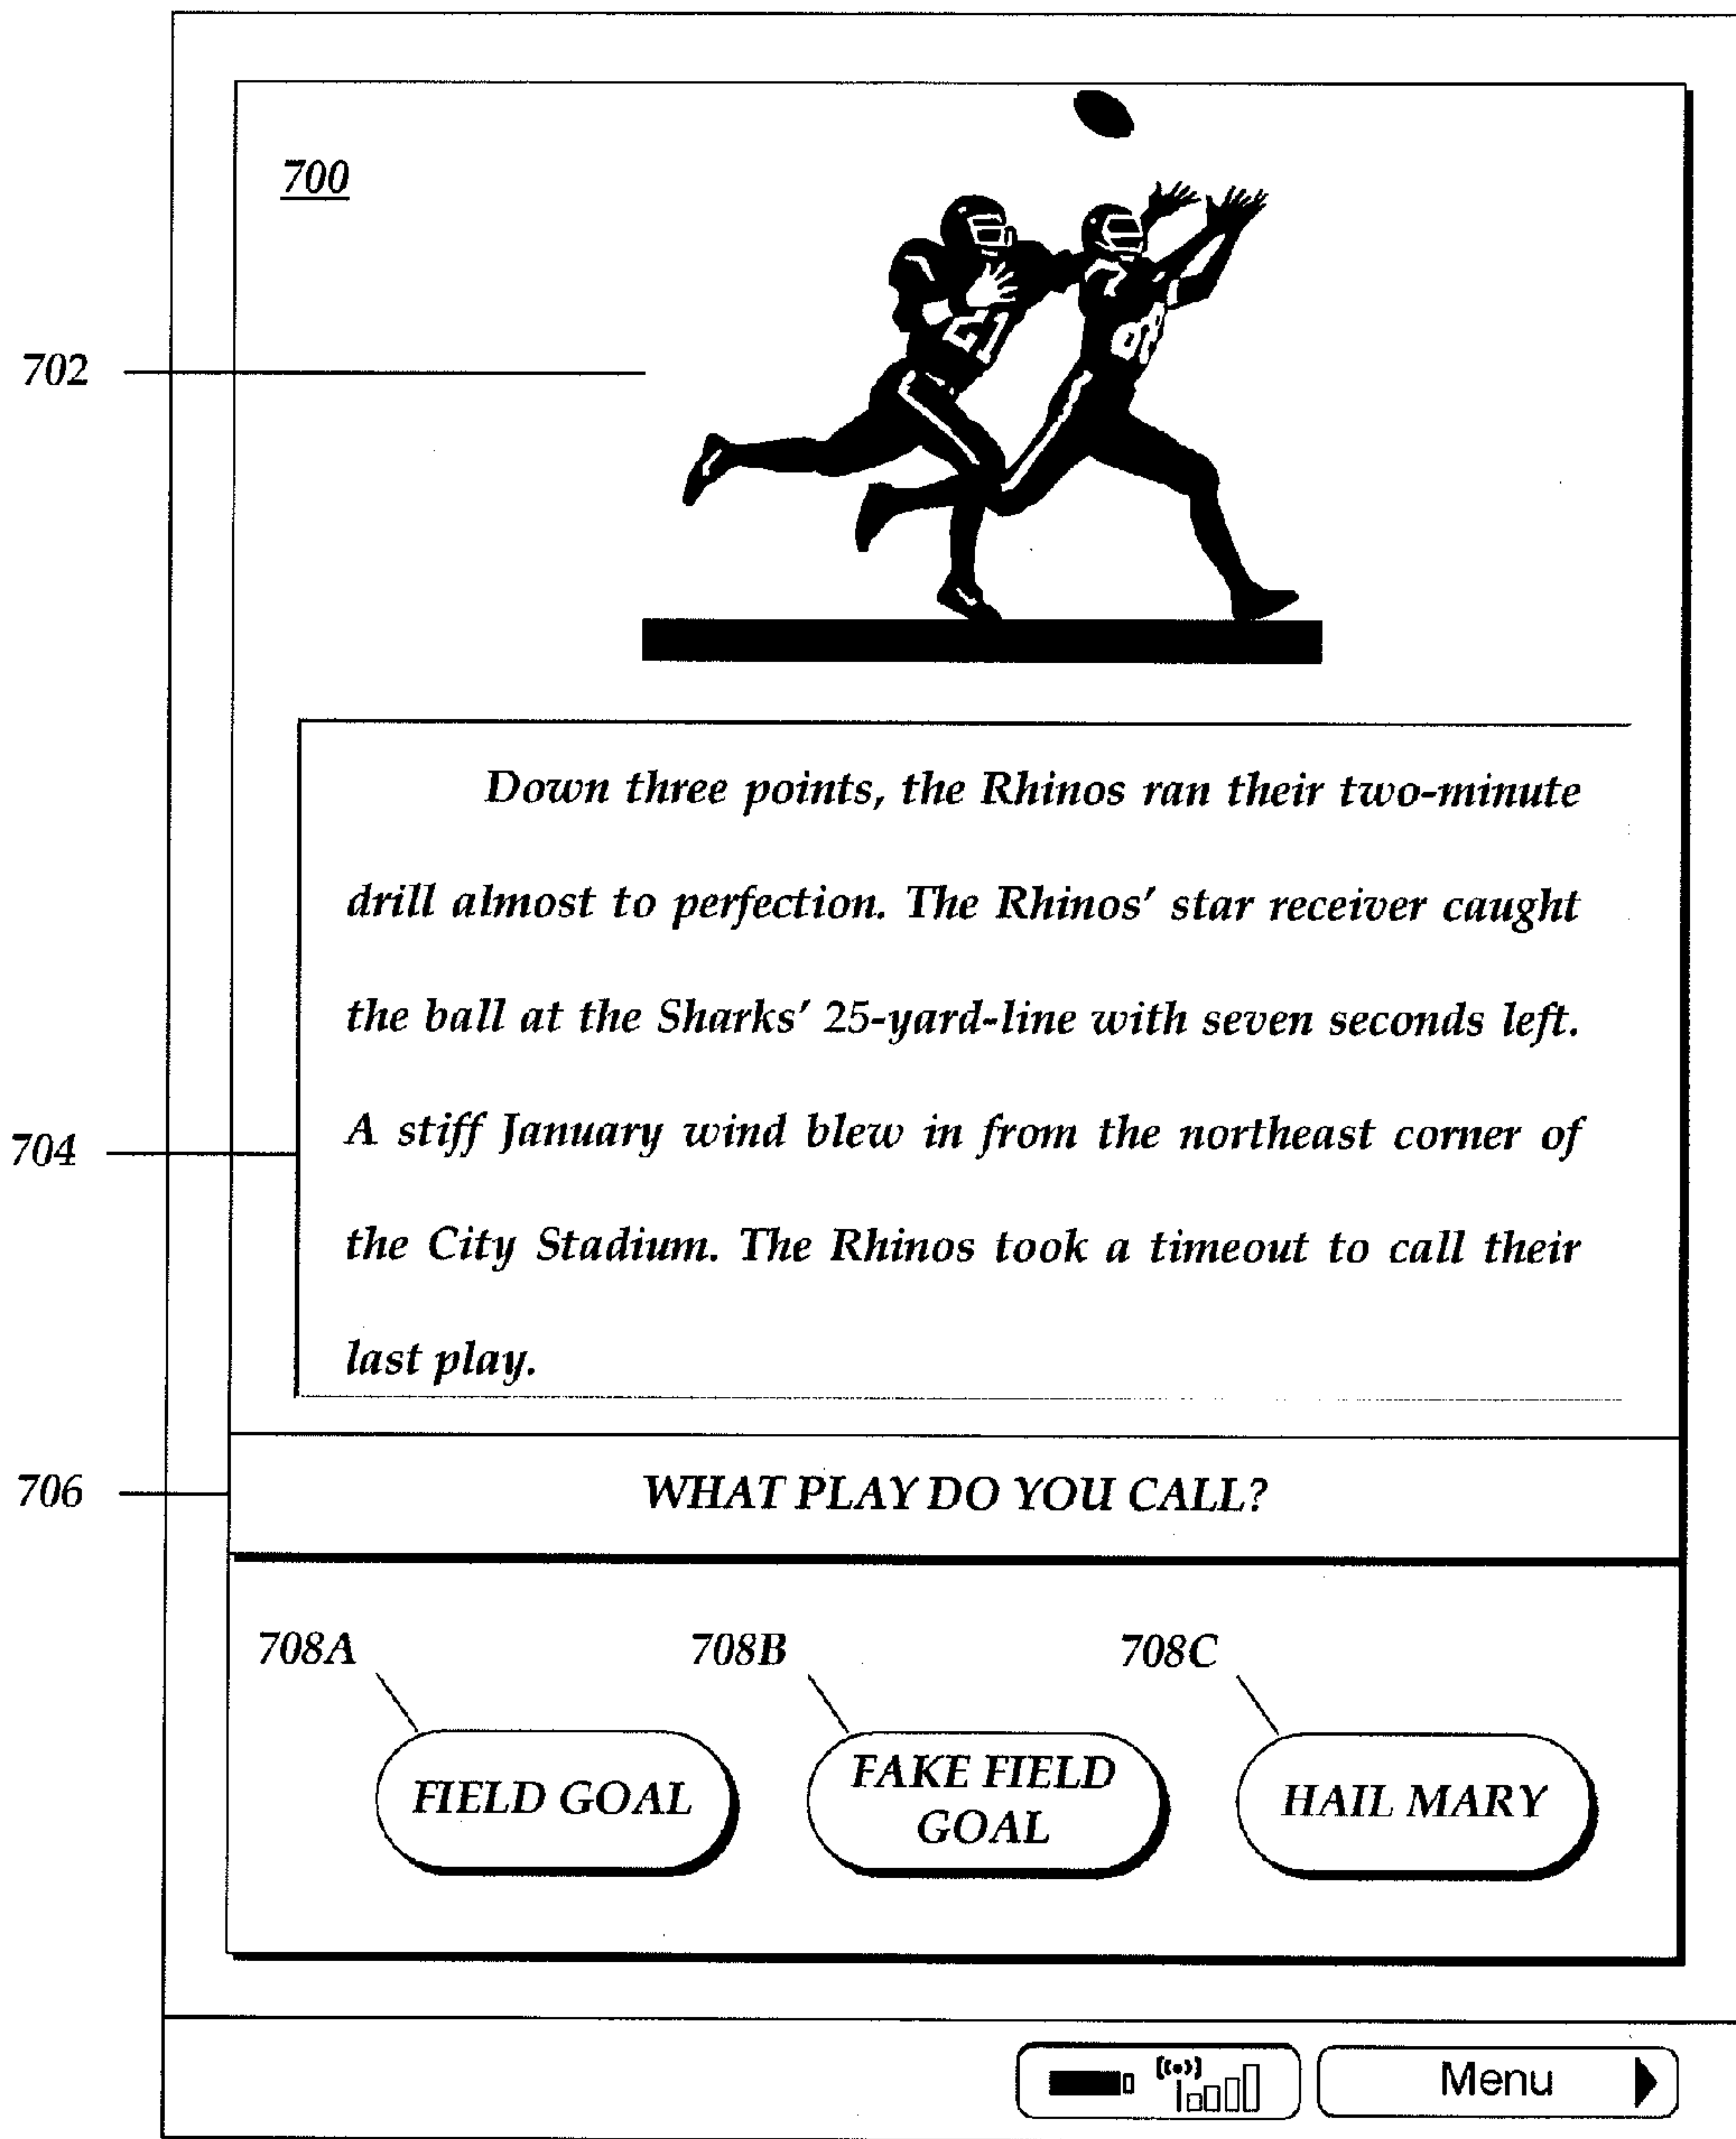 700
21
702
Down three points, the Rhinos ran their two-minute
drill almost to perfection. The Rhinos' star receiver caught
the ball at the Sharks' 25-yard-line with seven seconds left.
A stiff January wind blew in from the northeast corner of
704
the City Stadium. The Rhinos took a timeout to call their
last play.
706
WHAT PLAY DO YOU CALL?
708A
708B
708C
FIELD GOAL
FAKE FIELD
GOAL
HAIL MARY
Menu